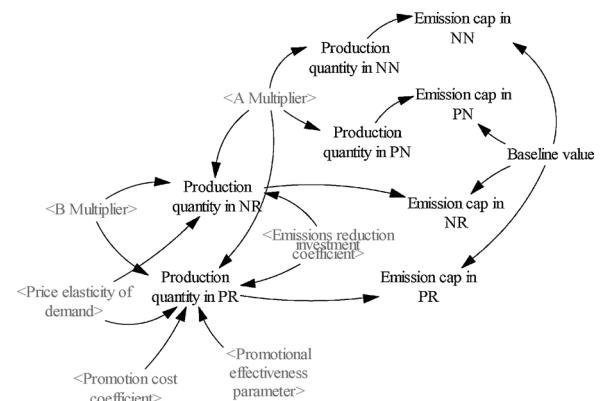 Emission cap in
NN
Production
quantity in NN
<A Multiplier>
Emission cap in
PN
Production
quantity in PN
Baseline value
Production
quantity in NR
<B Multiplier>
Emission cap in
NR
<Emissions reduction
investment
coefficient>
Production
quantity in PR
Emission cap in
PR
<Price elasticity of
demand>
<Promotional
effectiveness
parameter>
<Promotion cost
coefficient>